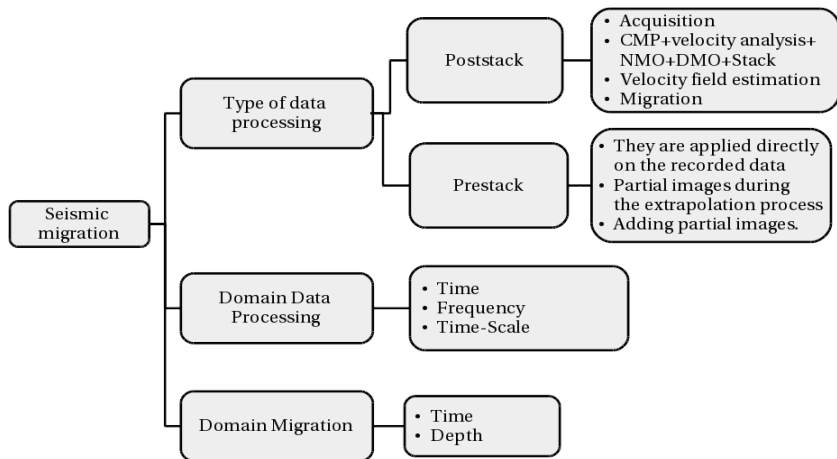 Seismic
migration
Type of data
processing
Poststack
• Acquisition
• CMP+velocity analysis+
NMO+DMO+Stack
• Velocity field estimation
• Migration
Prestack
• They are applied directly
on the recorded data
• Partial images during
the extrapolation process
• Adding partial images.
Domain Data
Processing
• Time
• Frequency
• Time-Scale
Domain Migration
• Time
• Depth